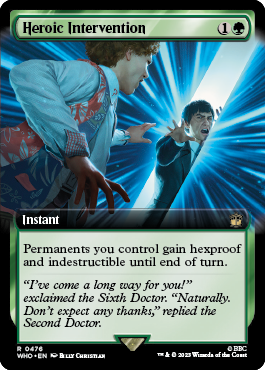 Heroic Intervention 1
Instant
Permanents you control gain hexproof
and indestructible until end of turn.
“I’ve come a long way for you!”
exclaimed the Sixth Doctor. “Naturally.
Don’t expect any thanks,” replied the
Second Doctor.
R 0476
WHO • EN Billy Christian
© BBC
™ & © 2023 Wizards of the Coast